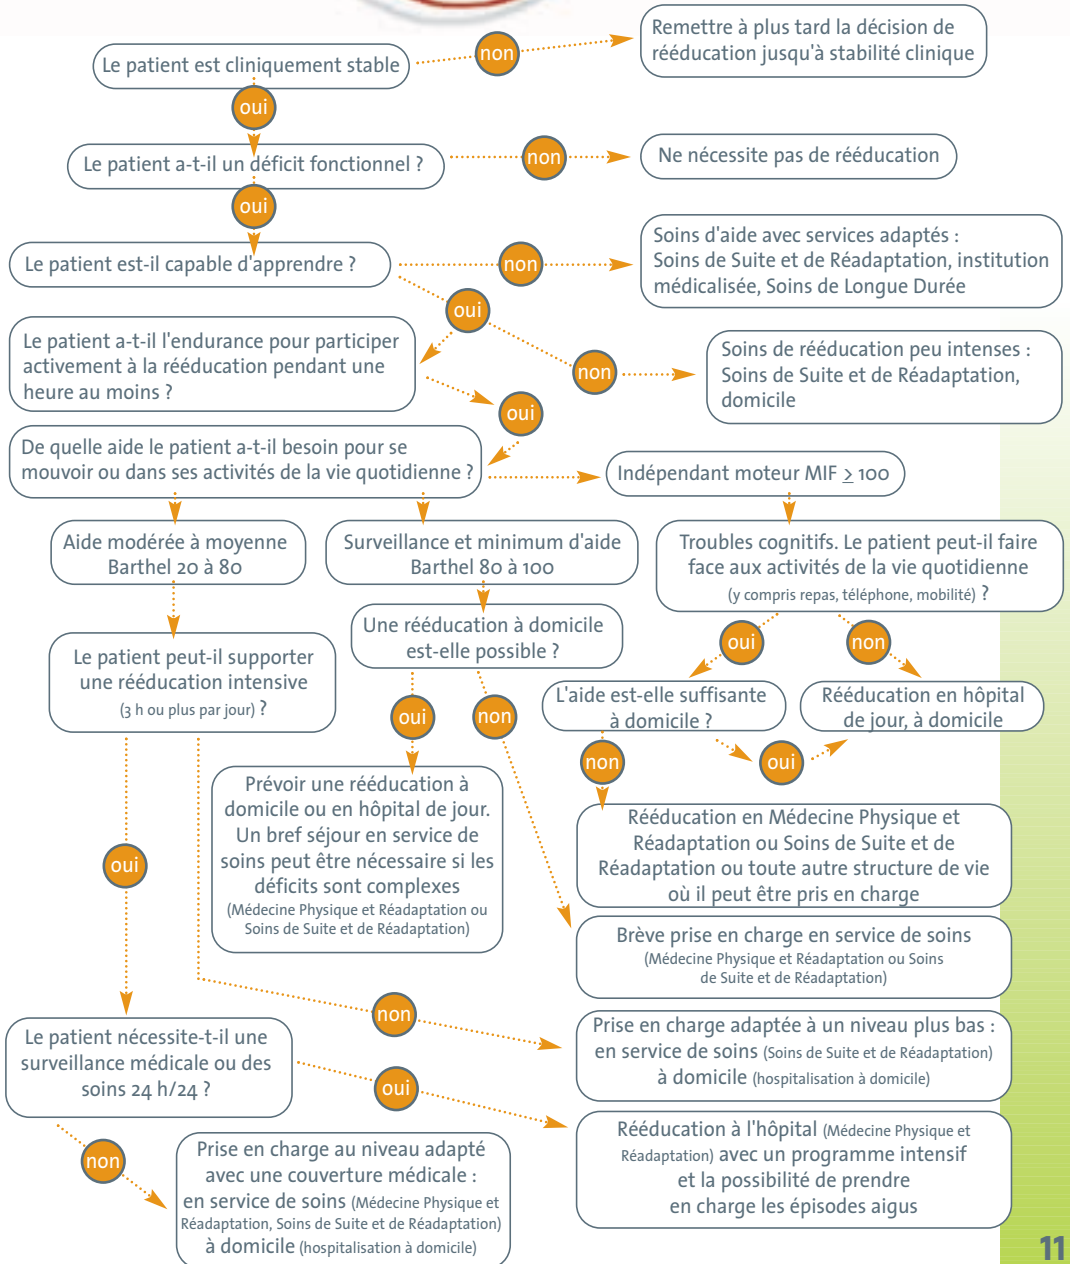 Remettre à plus tard la décision de
rééducation jusqu'à stabilité clinique
non
Le patient est cliniquement stable
oui
Le patient a-t-il un déficit fonctionnel ?
non
Ne nécessite pas de rééducation
oui
Le patient est-il capable d'apprendre ?
non
Soins d'aide avec services adaptés :
Soins de Suite et de Réadaptation, institution
médicalisée, Soins de Longue Durée
oui
Le patient a-t-il l'endurance pour participer
activement à la rééducation pendant une
heure au moins ?
non
Soins de rééducation peu intenses :
Soins de Suite et de Réadaptation,
domicile
oui
De quelle aide le patient a-t-il besoin pour se
mouvoir ou dans ses activités de la vie quotidienne ?
Indépendant moteur MIF ≥ 100
Aide modérée à moyenne
Barthel 20 à 80
Surveillance et minimum d'aide
Barthel 80 à 100
Troubles cognitifs. Le patient peut-il faire
face aux activités de la vie quotidienne
(y compris repas, téléphone, mobilité) ?
Une rééducation à domicile
est-elle possible ?
oui
non
Le patient peut-il supporter
une rééducation intensive
(3 h ou plus par jour) ?
L'aide est-elle suffisante
à domicile ?
Rééducation en hôpital
de jour, à domicile
oui
non
non
oui
Prévoir une rééducation à
domicile ou en hôpital de jour.
Un bref séjour en service de
soins peut être nécessaire si les
déficits sont complexes
(Médecine Physique et Réadaptation ou
Soins de Suite et de Réadaptation)
Rééducation en Médecine Physique et
Réadaptation ou Soins de Suite et de
Réadaptation ou toute autre structure de vie
où il peut être pris en charge
oui
Brève prise en charge en service de soins
(Médecine Physique et Réadaptation ou Soins
de Suite et de Réadaptation)
non
Le patient nécessite-t-il une
surveillance médicale ou des
soins 24 h/24 ?
Prise en charge adaptée à un niveau plus bas :
en service de soins (Soins de Suite et de Réadaptation)
à domicile (hospitalisation à domicile)
oui
Rééducation à l'hôpital (Médecine Physique et
Réadaptation) avec un programme intensif
et la possibilité de prendre
en charge les épisodes aigus
non
Prise en charge au niveau adapté
avec une couverture médicale :
en service de soins (Médecine Physique et
Réadaptation, Soins de Suite et de Réadaptation)
à domicile (hospitalisation à domicile)
11